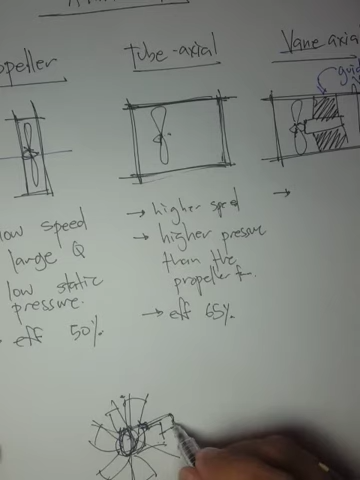 opeller
Tube-axial
Vane axia
guid
low speed
large Q
low static
pressure.
eff 50%
→ higher speed
→ higher pressure
than the
propeller f.
→ eff 65%
→